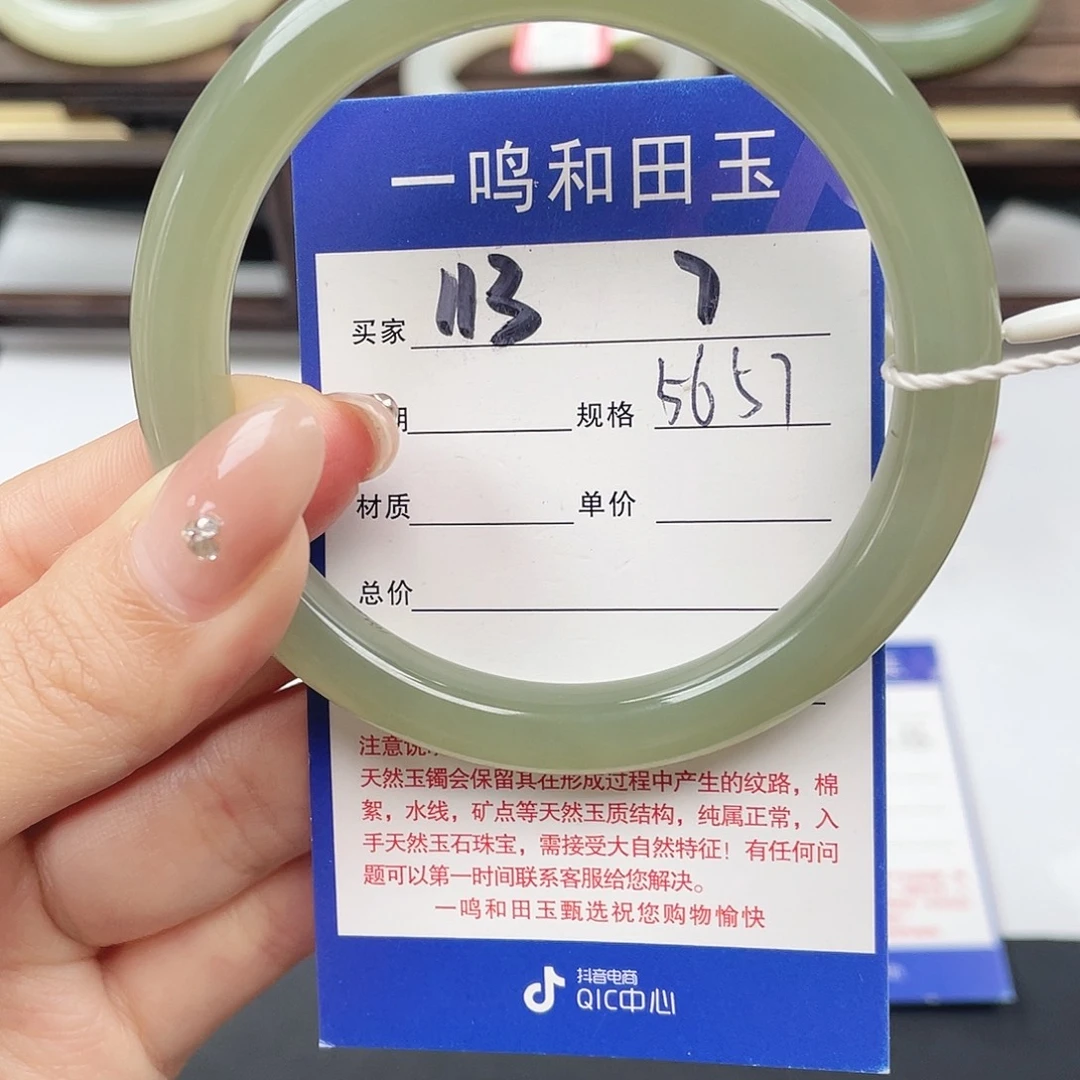 一鸣和田玉
买家 113 7
期 规格 5657
材质 单价
总价
注意说
天然玉镯会保留其在形成过程中产生的纹路，棉
絮，水线，矿点等天然玉质结构，纯属正常，入
手天然玉石珠宝，需接受大自然特征！有任何问
题可以第一时间联系客服给您解决。
一鸣和田玉甄选祝您购物愉快
抖音电商
QIC中心